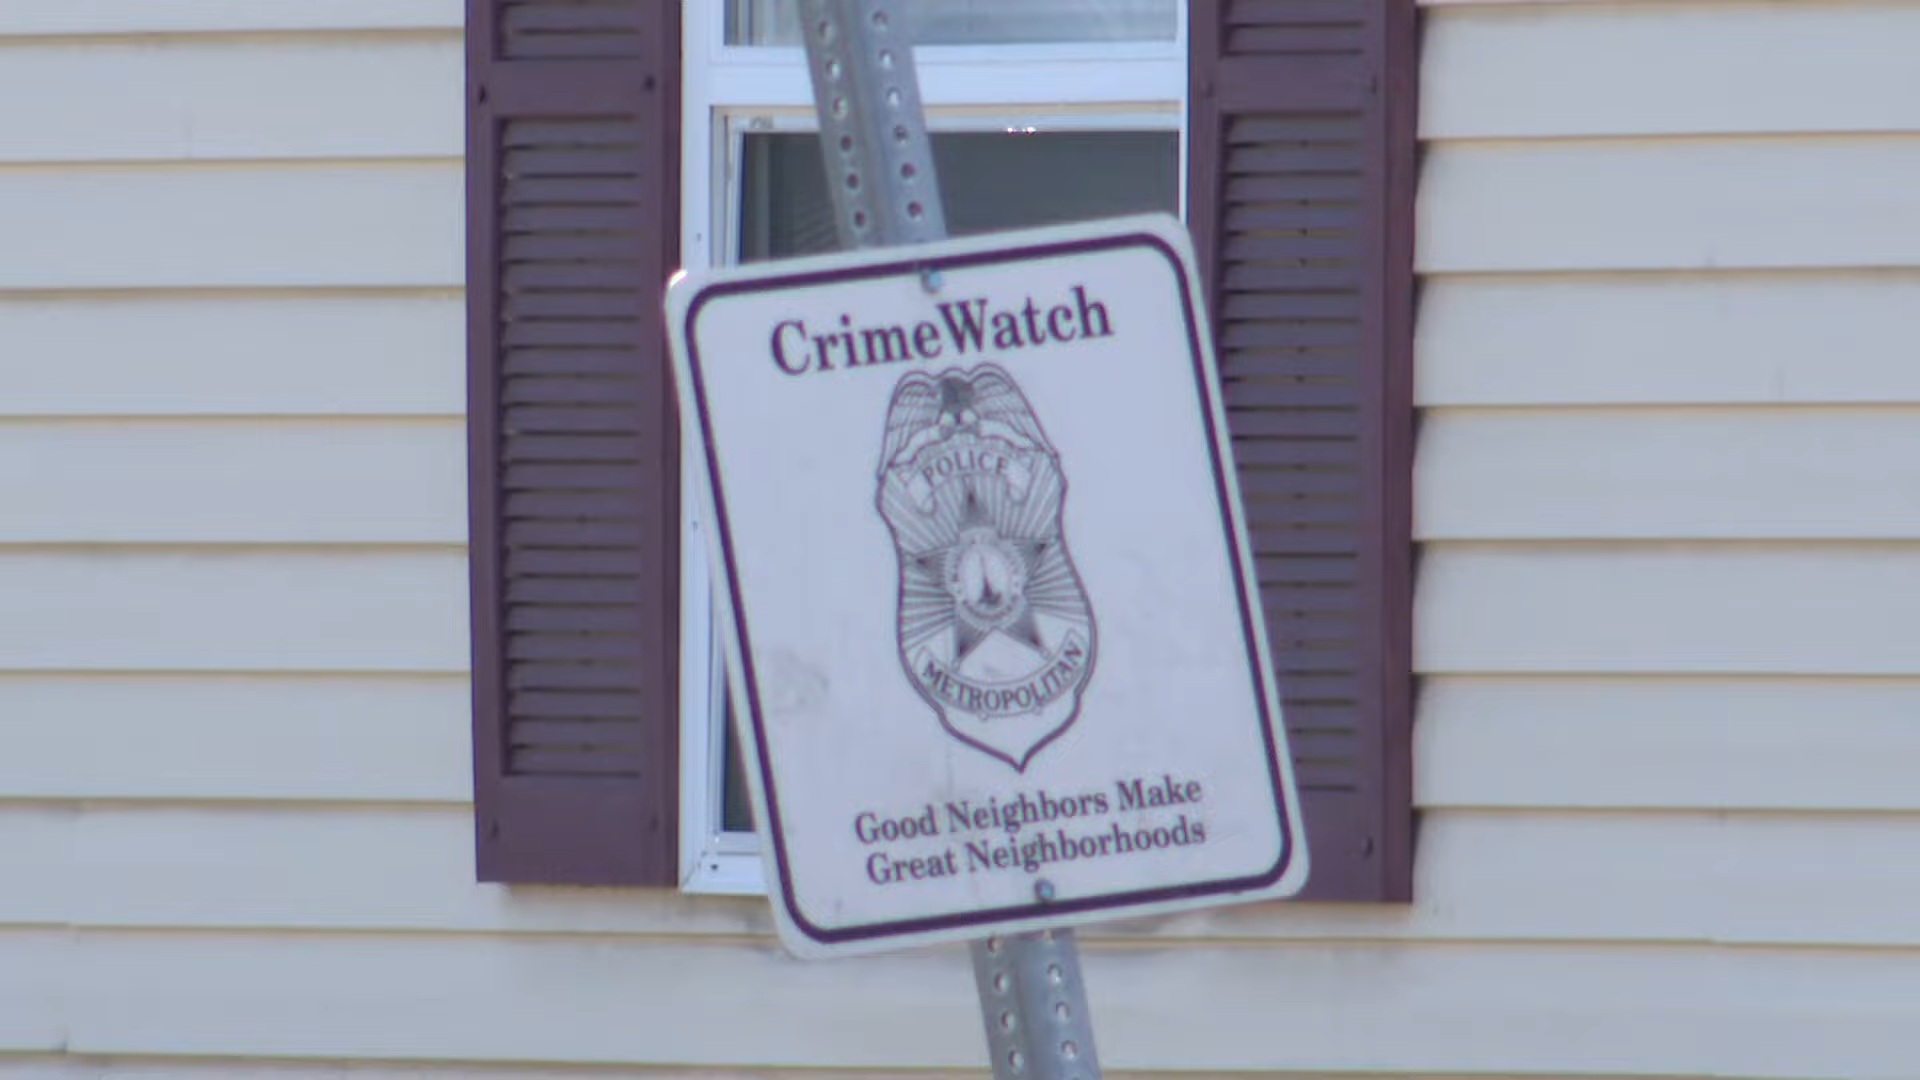 CrimeWatch
POLICE
METROPOLITAN
Good Neighbors Make
Great Neighborhoods